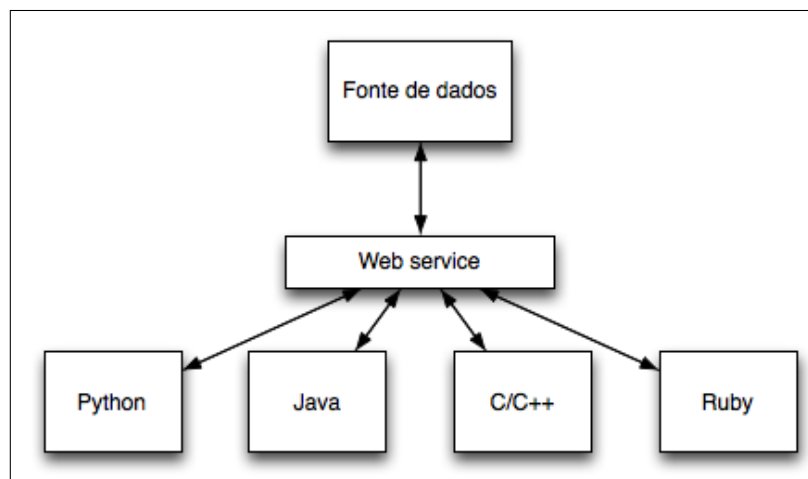 Fonte de dados
Web service
Python
Java
C/C++
Ruby